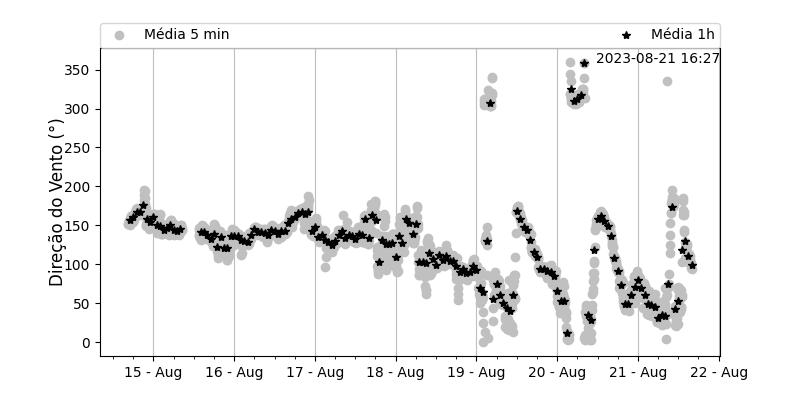 Média 5 min
Média 1h
2023-08-21 16:27
Direção do Vento (°)
350
300
250
200
150
100
50
0
15 - Aug
16 - Aug
17 - Aug
18 - Aug
19 - Aug
20 - Aug
21 - Aug
22 - Aug